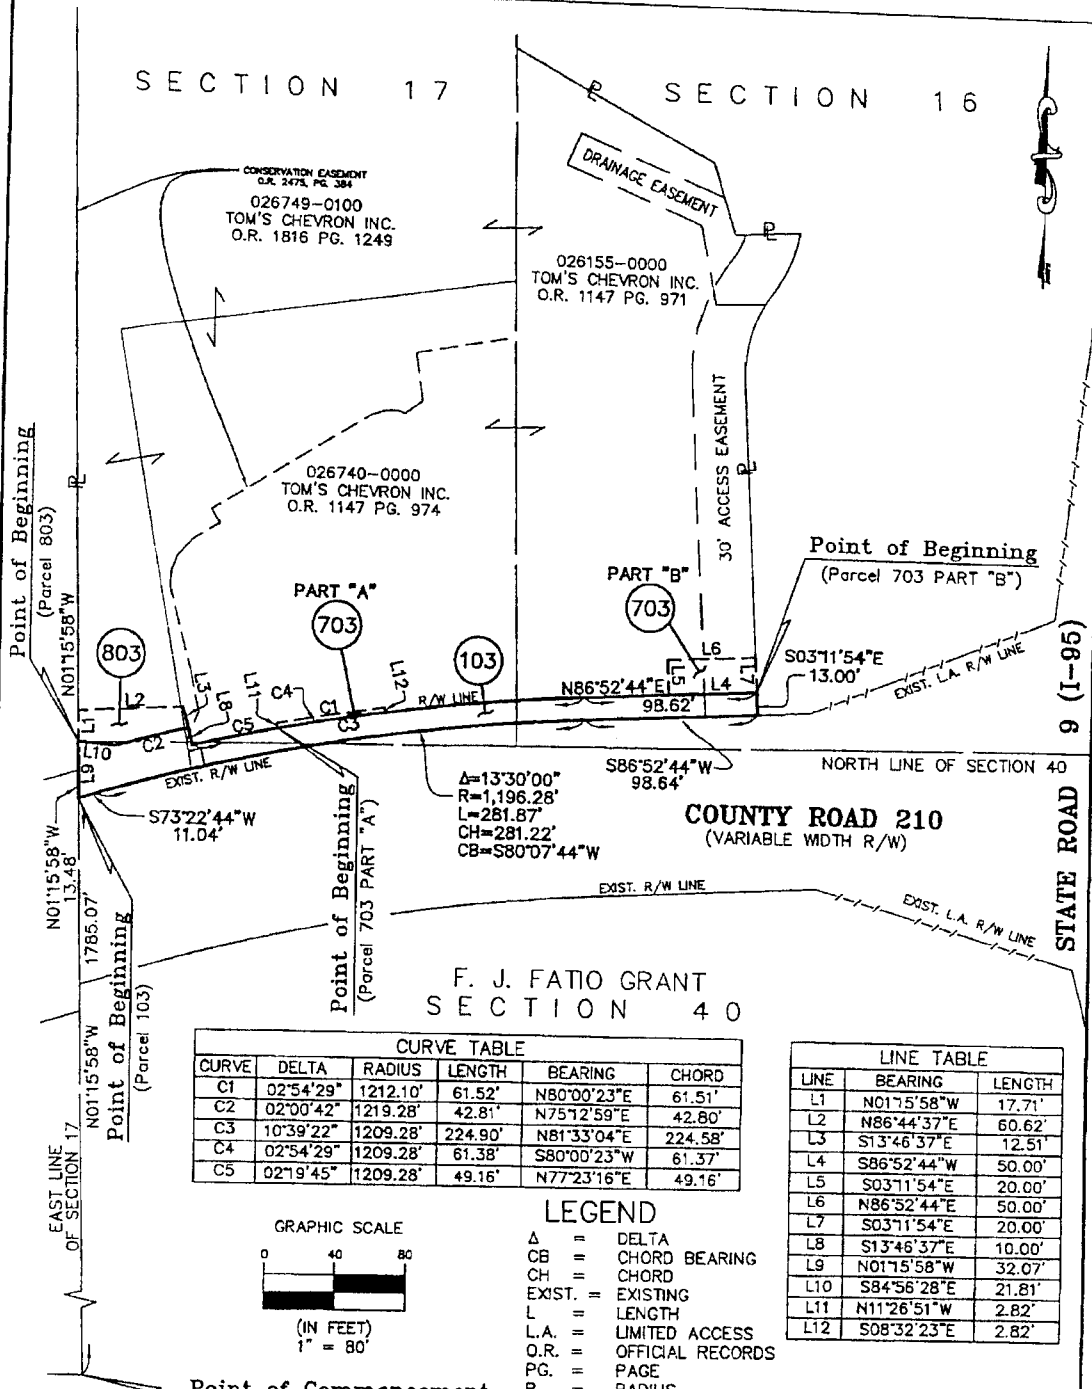 SECTION 17
SECTION 16
CONSERVATION EASEMENT
O.R. 2475, PG. 384
026749-0100
TOM'S CHEVRON INC.
O.R. 1816 PG. 1249
DRAINAGE EASEMENT
026155-0000
TOM'S CHEVRON INC.
O.R. 1147 PG. 971
026740-0000
TOM'S CHEVRON INC.
O.R. 1147 PG. 974
30' ACCESS EASEMENT
Point of Beginning
(Parcel 803)
N01°15'58"W
803
PART "A"
703
103
PART "B"
703
Point of Beginning
(Parcel 703 PART "B")
S03°11'54"E
13.00'
EXIST. L.A. R/W LINE
L1
L2
L3
L8
L11
C4
C1
L12
R/W LINE
N86°52'44"E
98.62'
L5
L6
L4
L7
L10
C2
C5
C3
L9
EXIST. R/W LINE
S73°22'44"W
11.04'
Δ=13°30'00"
R=1,196.28'
L=281.87'
CH=281.22'
CB=S80°07'44"W
S86°52'44"W
98.64'
NORTH LINE OF SECTION 40
COUNTY ROAD 210
(VARIABLE WIDTH R/W)
STATE ROAD 9 (I-95)
N01°15'58"W
13.48'
1785.07'
N01°15'58"W
Point of Beginning
(Parcel 103)
Point of Beginning
(Parcel 703 PART "A")
EXIST. R/W LINE
EXIST. L.A. R/W LINE
F. J. FATIO GRANT
SECTION 40
EAST LINE
OF SECTION 17
CURVE TABLE
CURVE DELTA RADIUS LENGTH BEARING CHORD
C1 02°54'29" 1212.10' 61.52' N80°00'23"E 61.51'
C2 02°00'42" 1219.28' 42.81' N75°12'59"E 42.80'
C3 10°39'22" 1209.28' 224.90' N81°33'04"E 224.58'
C4 02°54'29" 1209.28' 61.38' S80°00'23"W 61.37'
C5 02°19'45" 1209.28' 49.16' N77°23'16"E 49.16'
LINE TABLE
LINE BEARING LENGTH
L1 N01°15'58"W 17.71'
L2 N86°44'37"E 60.62'
L3 S13°46'37"E 12.51'
L4 S86°52'44"W 50.00'
L5 S03°11'54"E 20.00'
L6 N86°52'44"E 50.00'
L7 S03°11'54"E 20.00'
L8 S13°46'37"E 10.00'
L9 N01°15'58"W 32.07'
L10 S84°56'28"E 21.81'
L11 N11°26'51"W 2.82'
L12 S08°32'23"E 2.82'
GRAPHIC SCALE
0 40 80
(IN FEET)
1" = 80'
LEGEND
Δ = DELTA
CB = CHORD BEARING
CH = CHORD
EXIST. = EXISTING
L = LENGTH
L.A. = LIMITED ACCESS
O.R. = OFFICIAL RECORDS
PG. = PAGE
R = RADIUS
Point of Commencement